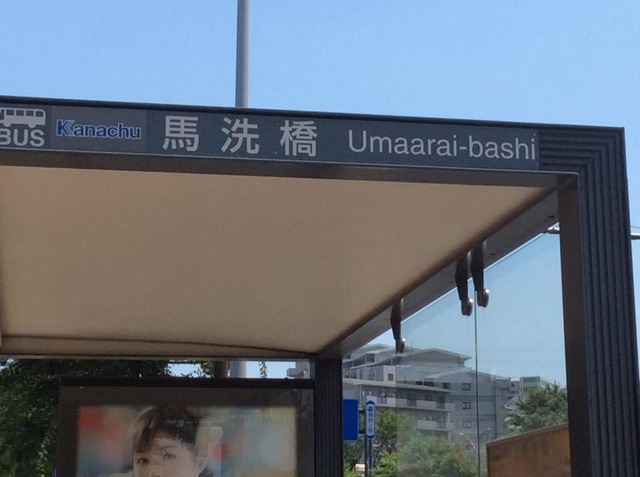 BUS Kanachu 馬洗橋 Umaarai-bashi